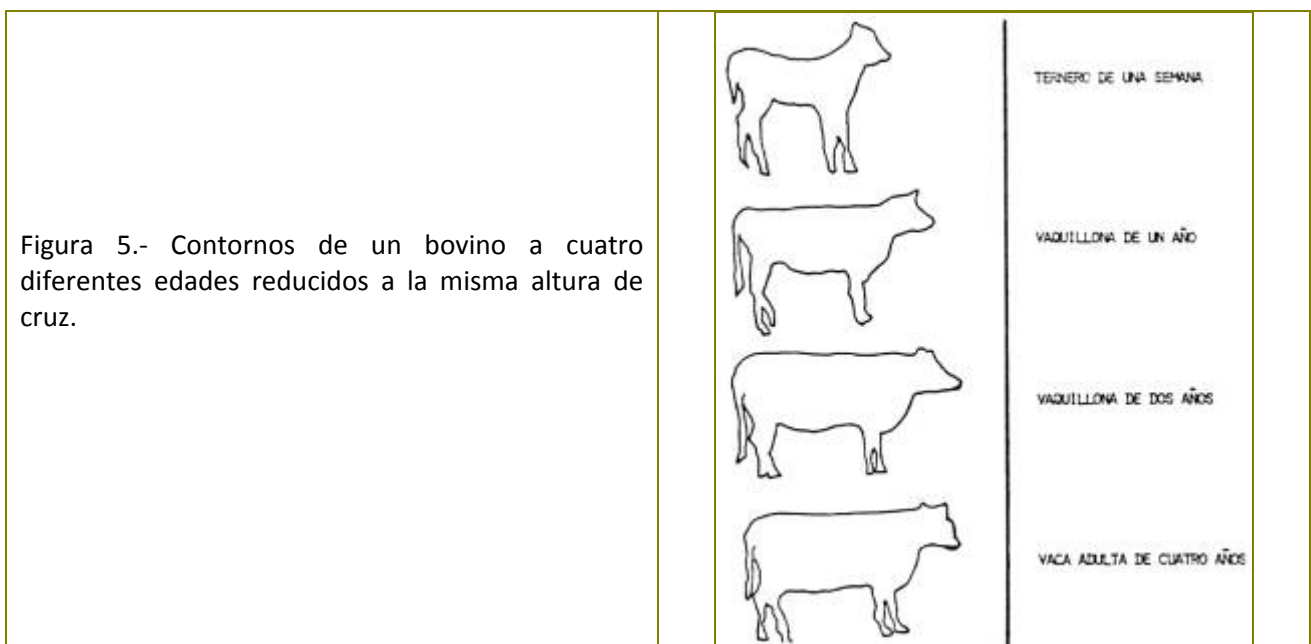 Figura 5.- Contornos de un bovino a cuatro
diferentes edades reducidos a la misma altura de
cruz.
TERNERO DE UNA SEMANA
VAQUILLONA DE UN AÑO
VAQUILLONA DE DOS AÑOS
VACA ADULTA DE CUATRO AÑOS